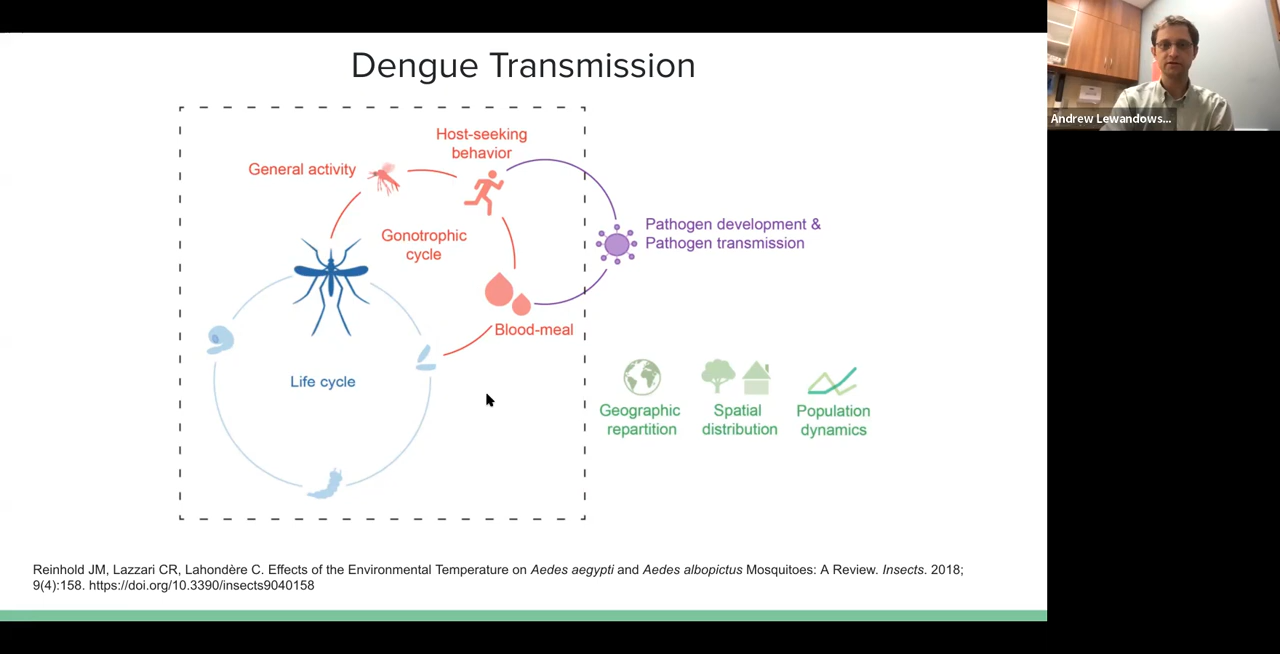 Dengue Transmission
Andrew Lewandows...
Host-seeking
behavior
General activity
Gonotrophic
cycle
Pathogen development &
Pathogen transmission
Blood-meal
Life cycle
Geographic
repartition
Spatial
distribution
Population
dynamics
Reinhold JM, Lazzari CR, Lahondère C. Effects of the Environmental Temperature on Aedes aegypti and Aedes albopictus Mosquitoes: A Review. Insects. 2018;
9(4):158. https://doi.org/10.3390/insects9040158